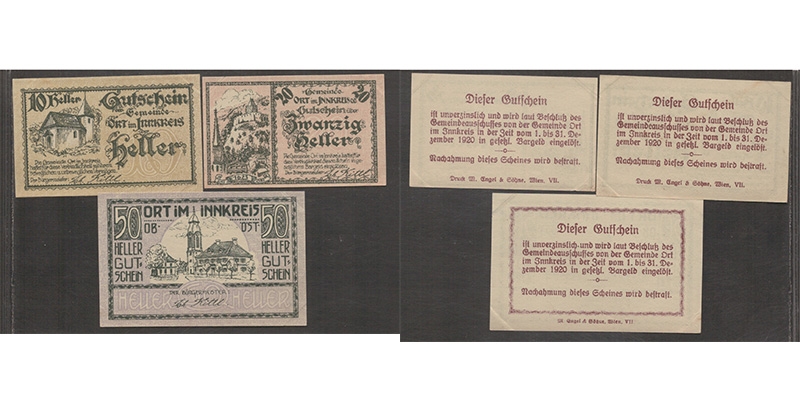 10 Heller
Gutschein
Gemeinde
Ort im Innkreis
Heller
Der Bürgermeister:
20 20
Gemeinde
Ort im Innkreis
Gutschein über
Zwanzig
Heller
Der Bürgermeister:
50 ORT IM INNKREIS 50
OB· ÖST
HELLER HELLER
GUT GUT
SCHEIN SCHEIN
HELLER HELLER
DER BÜRGERMEISTER
Dieser Gutschein
ist unverzinslich und wird laut Beschluß des
Gemeindeausschusses von der Gemeinde Ort
im Innkreis in der Zeit vom 1. bis 31. De-
zember 1920 in gesetzl. Bargeld eingelöst.
Nachahmung dieses Scheines wird bestraft.
Druck M. Engel & Söhne, Wien, VII.
Dieser Gutschein
ist unverzinslich und wird laut Beschluß des
Gemeindeausschusses von der Gemeinde Ort
im Innkreis in der Zeit vom 1. bis 31. De-
zember 1920 in gesetzl. Bargeld eingelöst.
Nachahmung dieses Scheines wird bestraft.
Druck M. Engel & Söhne, Wien, VII.
Dieser Gutschein
ist unverzinslich und wird laut Beschluß des
Gemeindeausschusses von der Gemeinde Ort
im Innkreis in der Zeit vom 1. bis 31. De-
zember 1920 in gesetzl. Bargeld eingelöst.
Nachahmung dieses Scheines wird bestraft.
M. Engel & Söhne, Wien, VII